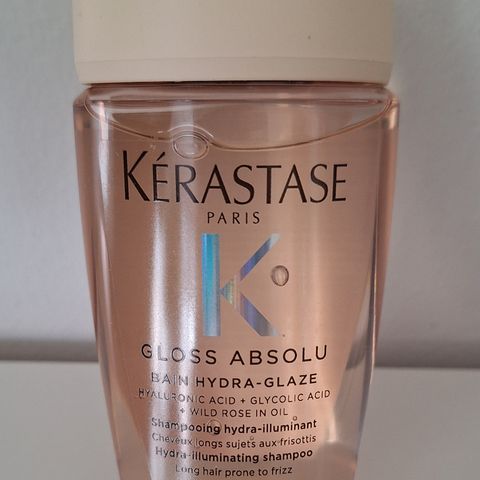 KÉRASTASE
PARIS
K
GLOSS ABSOLU
BAIN HYDRA-GLAZE
HYALURONIC ACID + GLYCOLIC ACID
+ WILD ROSE IN OIL
Shampooing hydra-illuminant
Cheveux longs sujets aux frisottis
Hydra-illuminating shampoo
Long hair prone to frizz